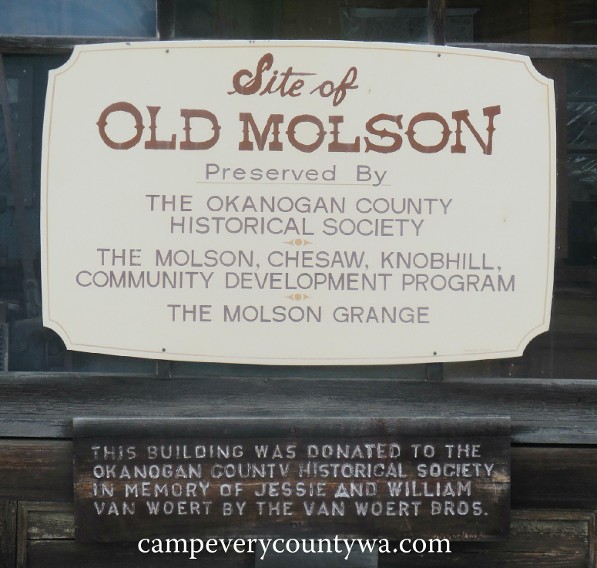 Site of
OLD MOLSON
Preserved By
THE OKANOGAN COUNTY
HISTORICAL SOCIETY
THE MOLSON, CHESAW, KNOBHILL,
COMMUNITY DEVELOPMENT PROGRAM
THE MOLSON GRANGE
THIS BUILDING WAS DONATED TO THE
OKANOGAN COUNTY HISTORICAL SOCIETY
IN MEMORY OF JESSIE AND WILLIAM
VAN WOERT BY THE VAN WOERT BROS.
campeverycountywa.com